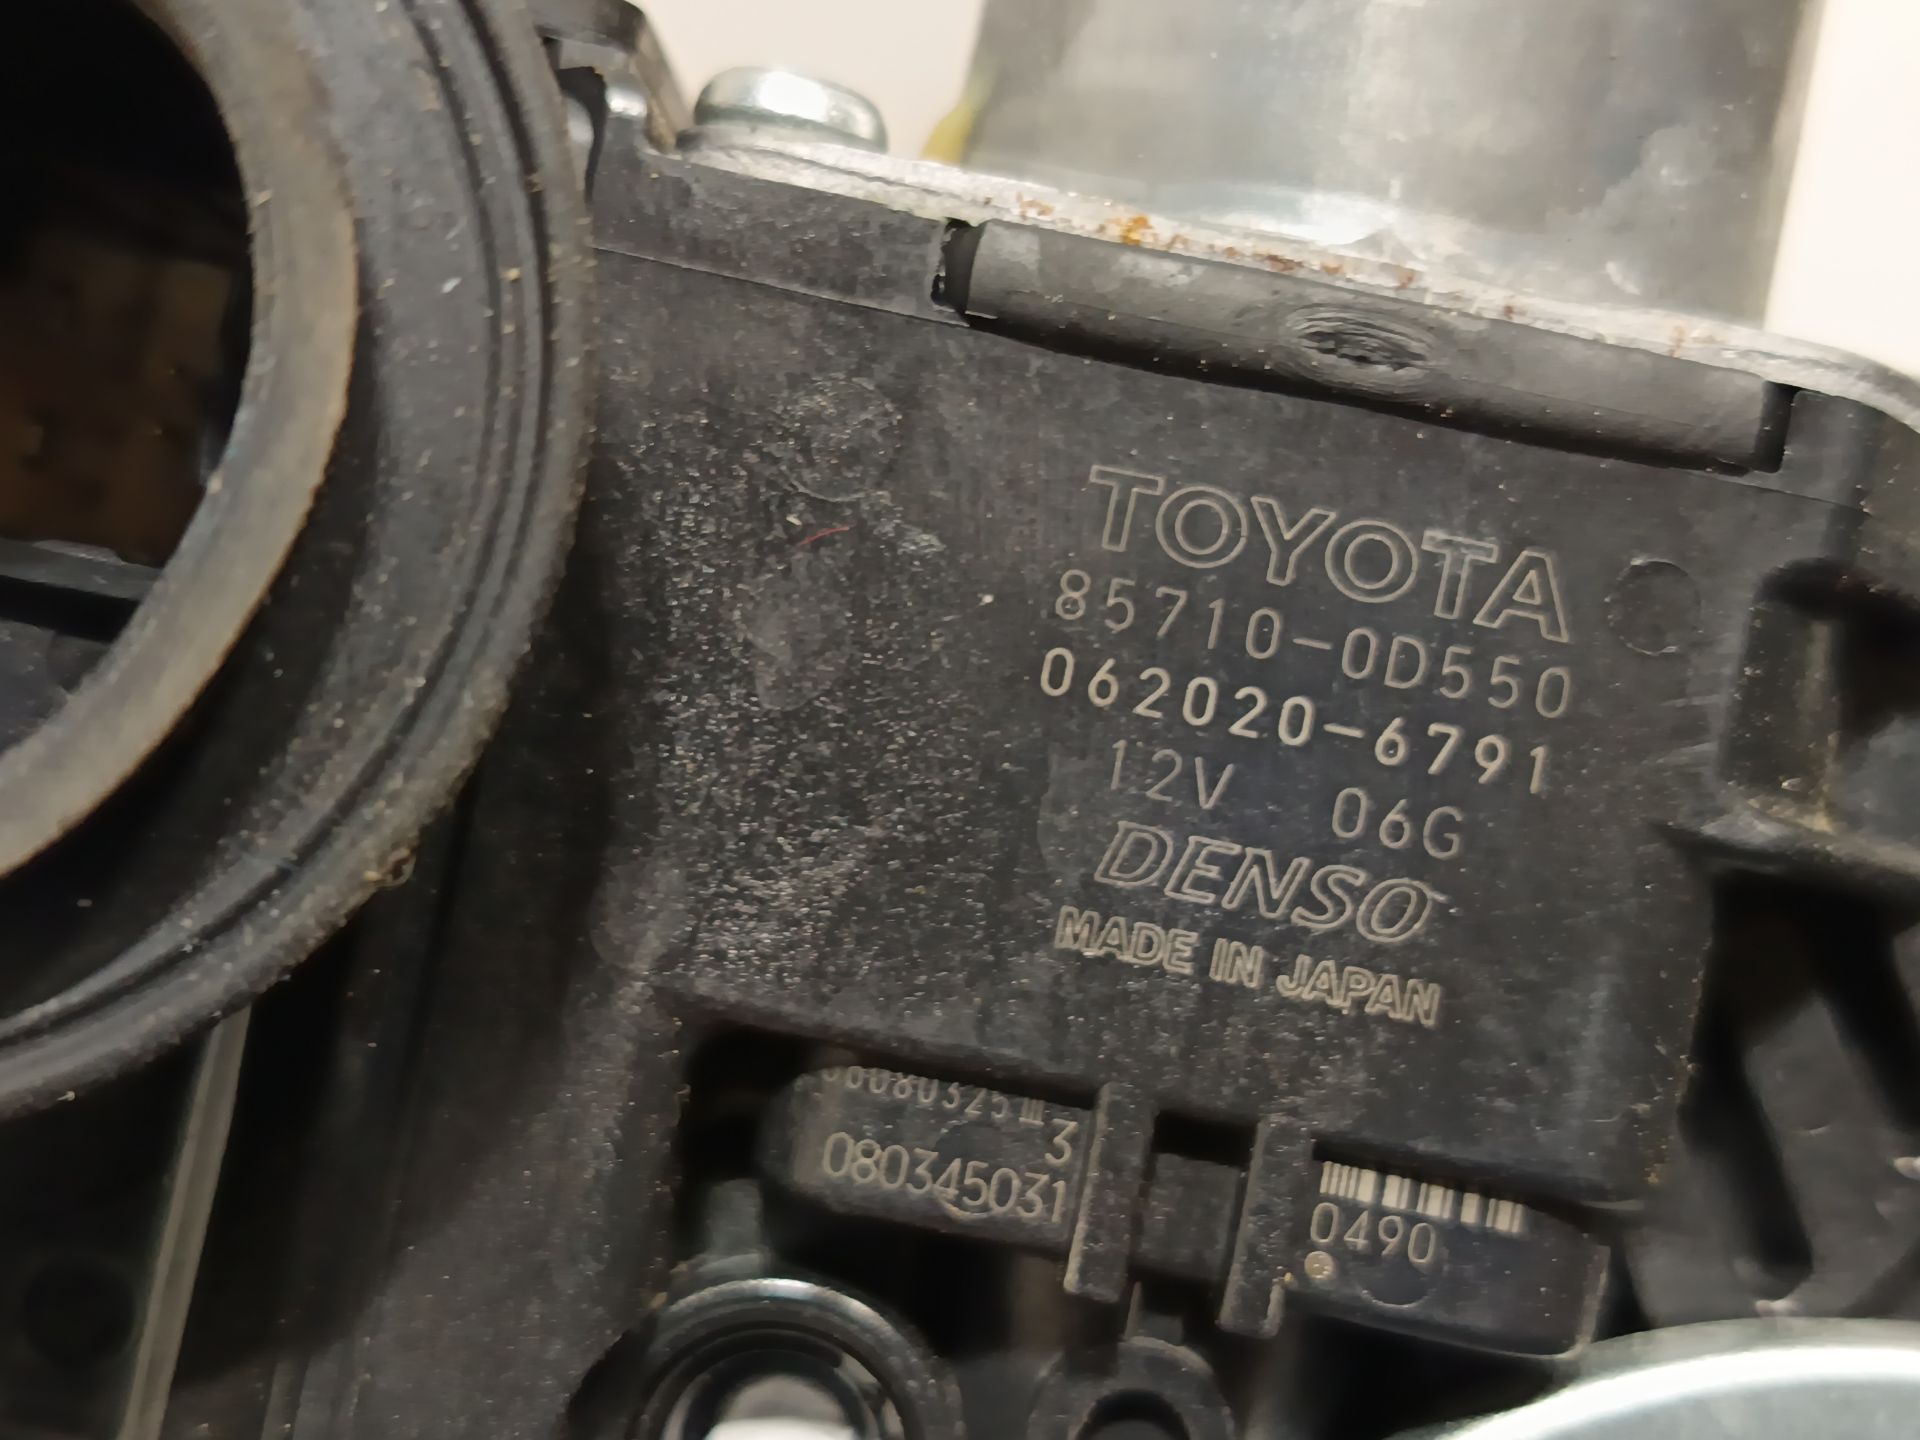 TOYOTA
85710-0D550
062020-6791
12V 06G
DENSO
MADE IN JAPAN
3
080345031
0490